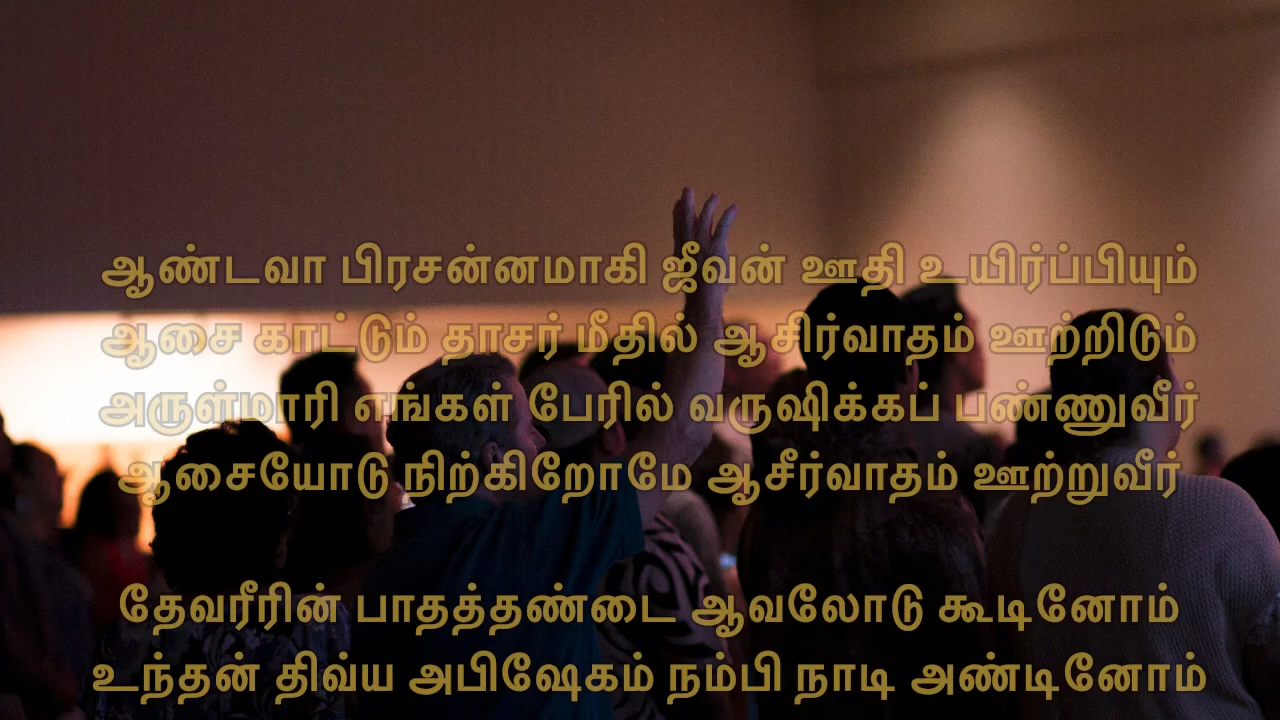 ஆண்டவா பிரசன்னமாகி ஜீவன் ஊதி உயிர்ப்பியும்
ஆசை காட்டும் தாசர் மீதில் ஆசிர்வாதம் ஊற்றிடும்
அருள்மாரி எங்கள் பேரில் வருஷிக்கப் பண்ணுவீர்
ஆசையோடு நிற்கிறோமே ஆசீர்வாதம் ஊற்றுவீர்
தேவரீரின் பாதத்தண்டை ஆவலோடு கூடினோம்
உந்தன் திவ்ய அபிஷேகம் நம்பி நாடி அண்டினோம்